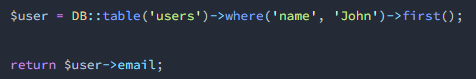 $user = DB::table('users')->where('name', 'John')->first();
return $user->email;